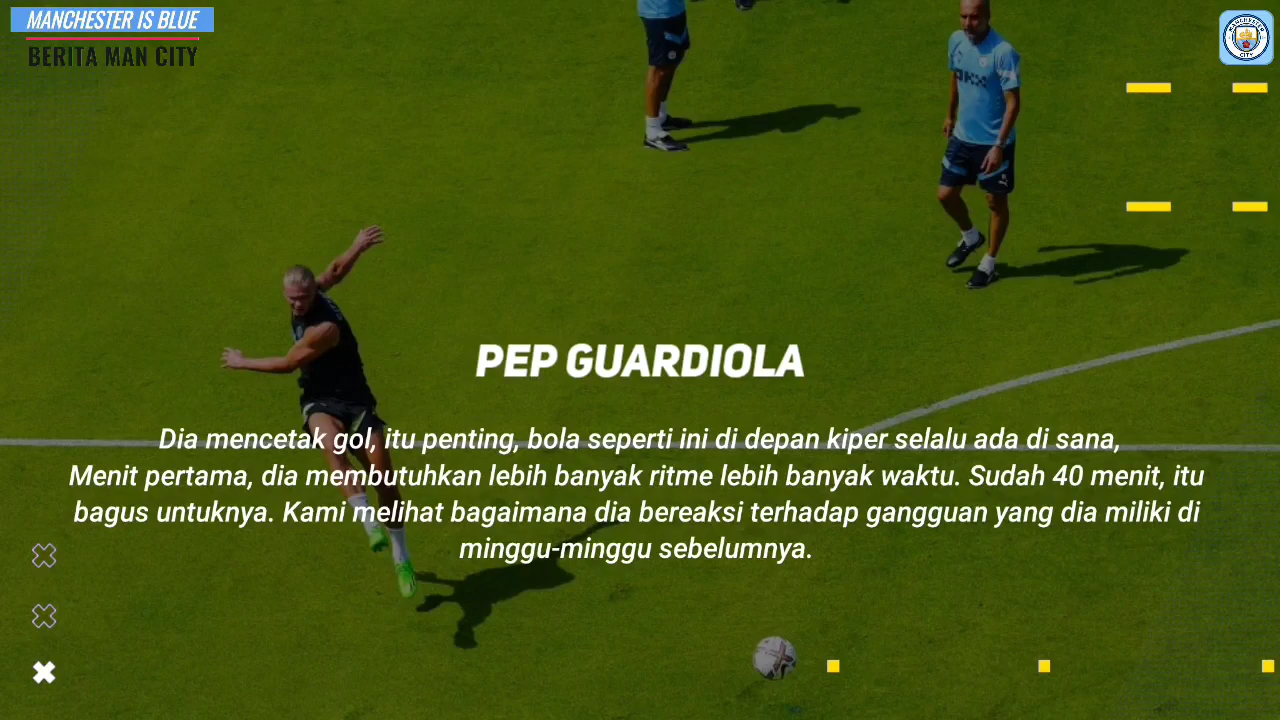 MANCHESTER IS BLUE
BERITA MAN CITY
PEP GUARDIOLA
Dia mencetak gol, itu penting, bola seperti ini di depan kiper selalu ada di sana,
Menit pertama, dia membutuhkan lebih banyak ritme lebih banyak waktu. Sudah 40 menit, itu
bagus untuknya. Kami melihat bagaimana dia bereaksi terhadap gangguan yang dia miliki di
minggu-minggu sebelumnya.